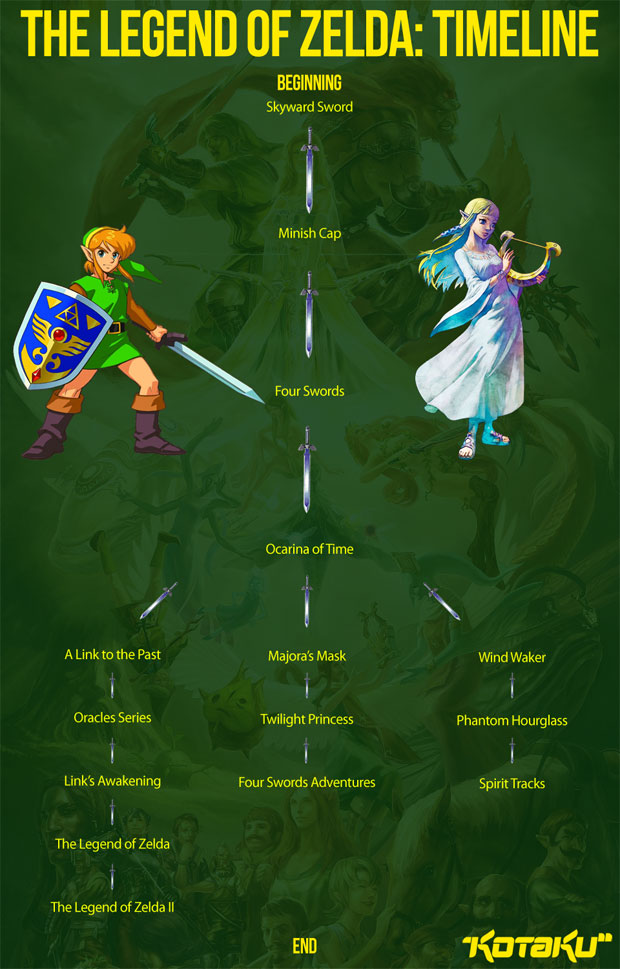 THE LEGEND OF ZELDA: TIMELINE
BEGINNING
Skyward Sword
Minish Cap
Four Swords
Ocarina of Time
A Link to the Past
Majora's Mask
Wind Waker
Oracles Series
Twilight Princess
Phantom Hourglass
Link's Awakening
Four Swords Adventures
Spirit Tracks
The Legend of Zelda
The Legend of Zelda II
END
KOTAKU